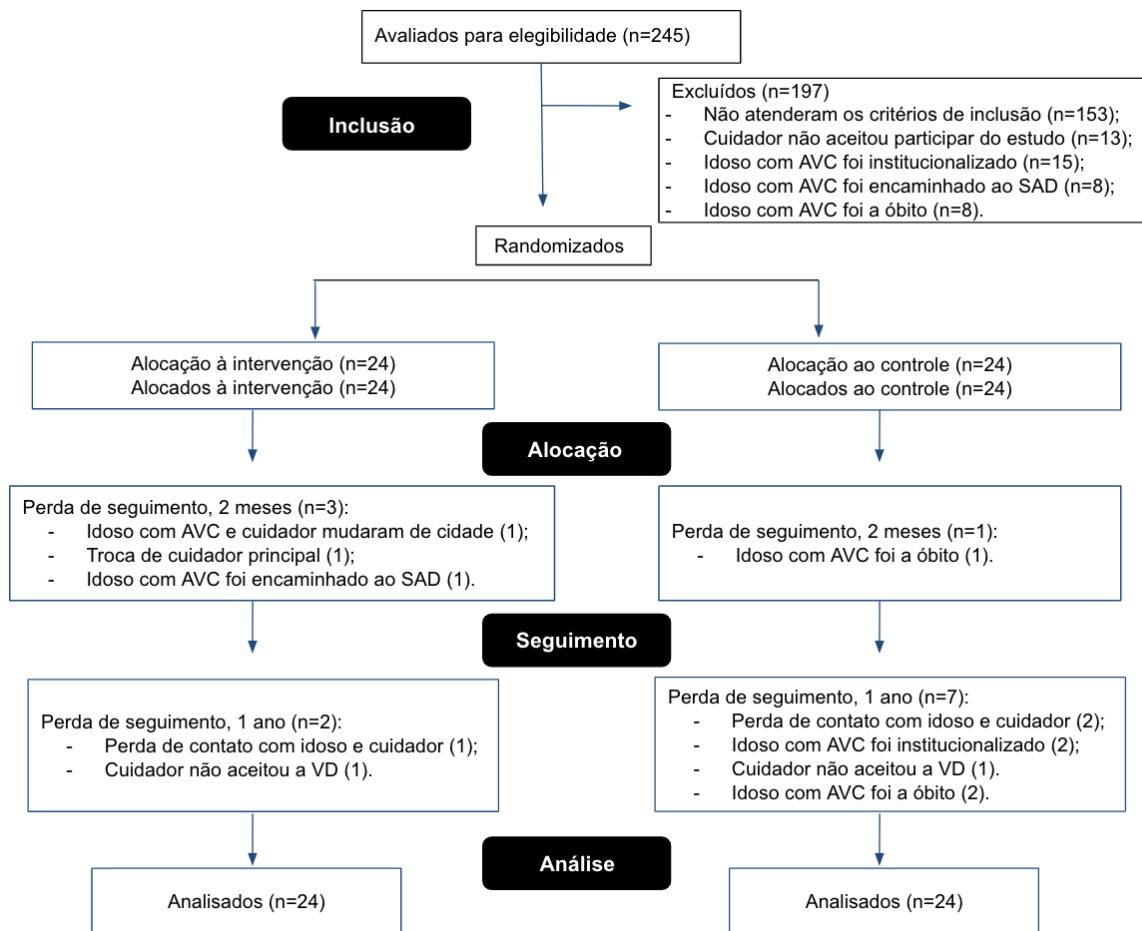 Avaliados para elegibilidade (n=245)
Excluídos (n=197)
- Não atenderam os critérios de inclusão (n=153);
- Cuidador não aceitou participar do estudo (n=13);
- Idoso com AVC foi institucionalizado (n=15);
- Idoso com AVC foi encaminhado ao SAD (n=8);
- Idoso com AVC foi a óbito (n=8).
Inclusão
Randomizados
Alocação à intervenção (n=24)
Alocados à intervenção (n=24)
Alocação ao controle (n=24)
Alocados ao controle (n=24)
Alocação
Perda de seguimento, 2 meses (n=3):
- Idoso com AVC e cuidador mudaram de cidade (1);
- Troca de cuidador principal (1);
- Idoso com AVC foi encaminhado ao SAD (1).
Perda de seguimento, 2 meses (n=1):
- Idoso com AVC foi a óbito (1).
Seguimento
Perda de seguimento, 1 ano (n=2):
- Perda de contato com idoso e cuidador (1);
- Cuidador não aceitou a VD (1).
Perda de seguimento, 1 ano (n=7):
- Perda de contato com idoso e cuidador (2);
- Idoso com AVC foi institucionalizado (2);
- Cuidador não aceitou a VD (1).
- Idoso com AVC foi a óbito (2).
Análise
Analisados (n=24)
Analisados (n=24)